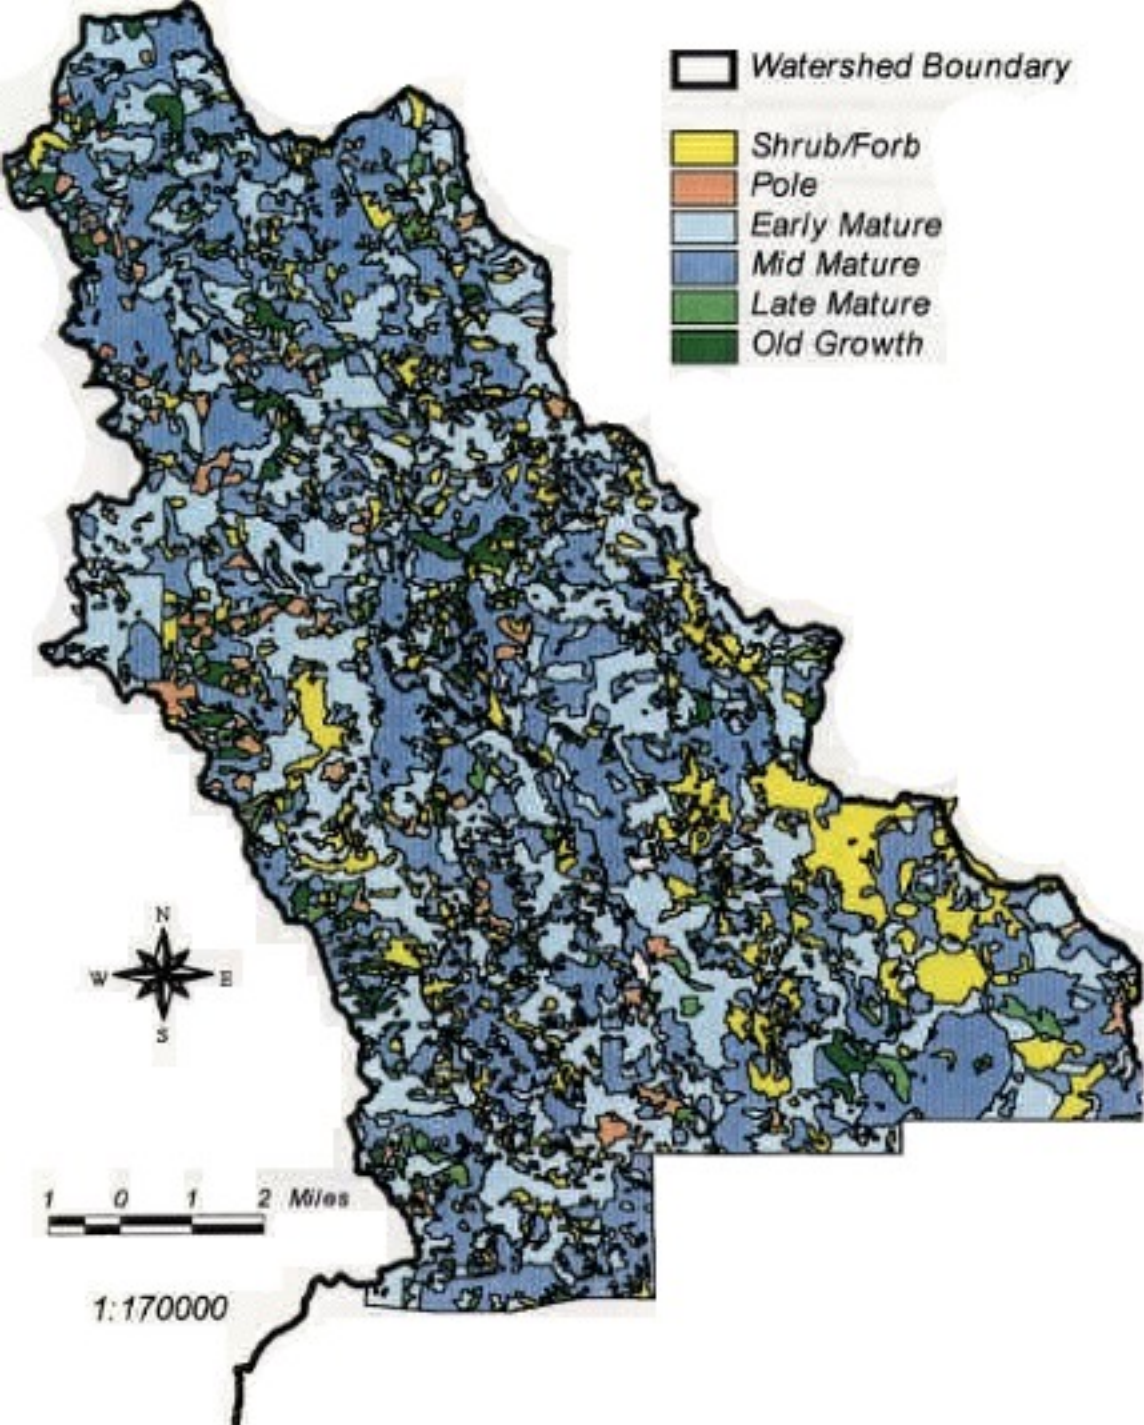 Watershed Boundary
Shrub/Forb
Pole
Early Mature
Mid Mature
Late Mature
Old Growth
N
W E
S
1 0 1 2 Miles
1:170000